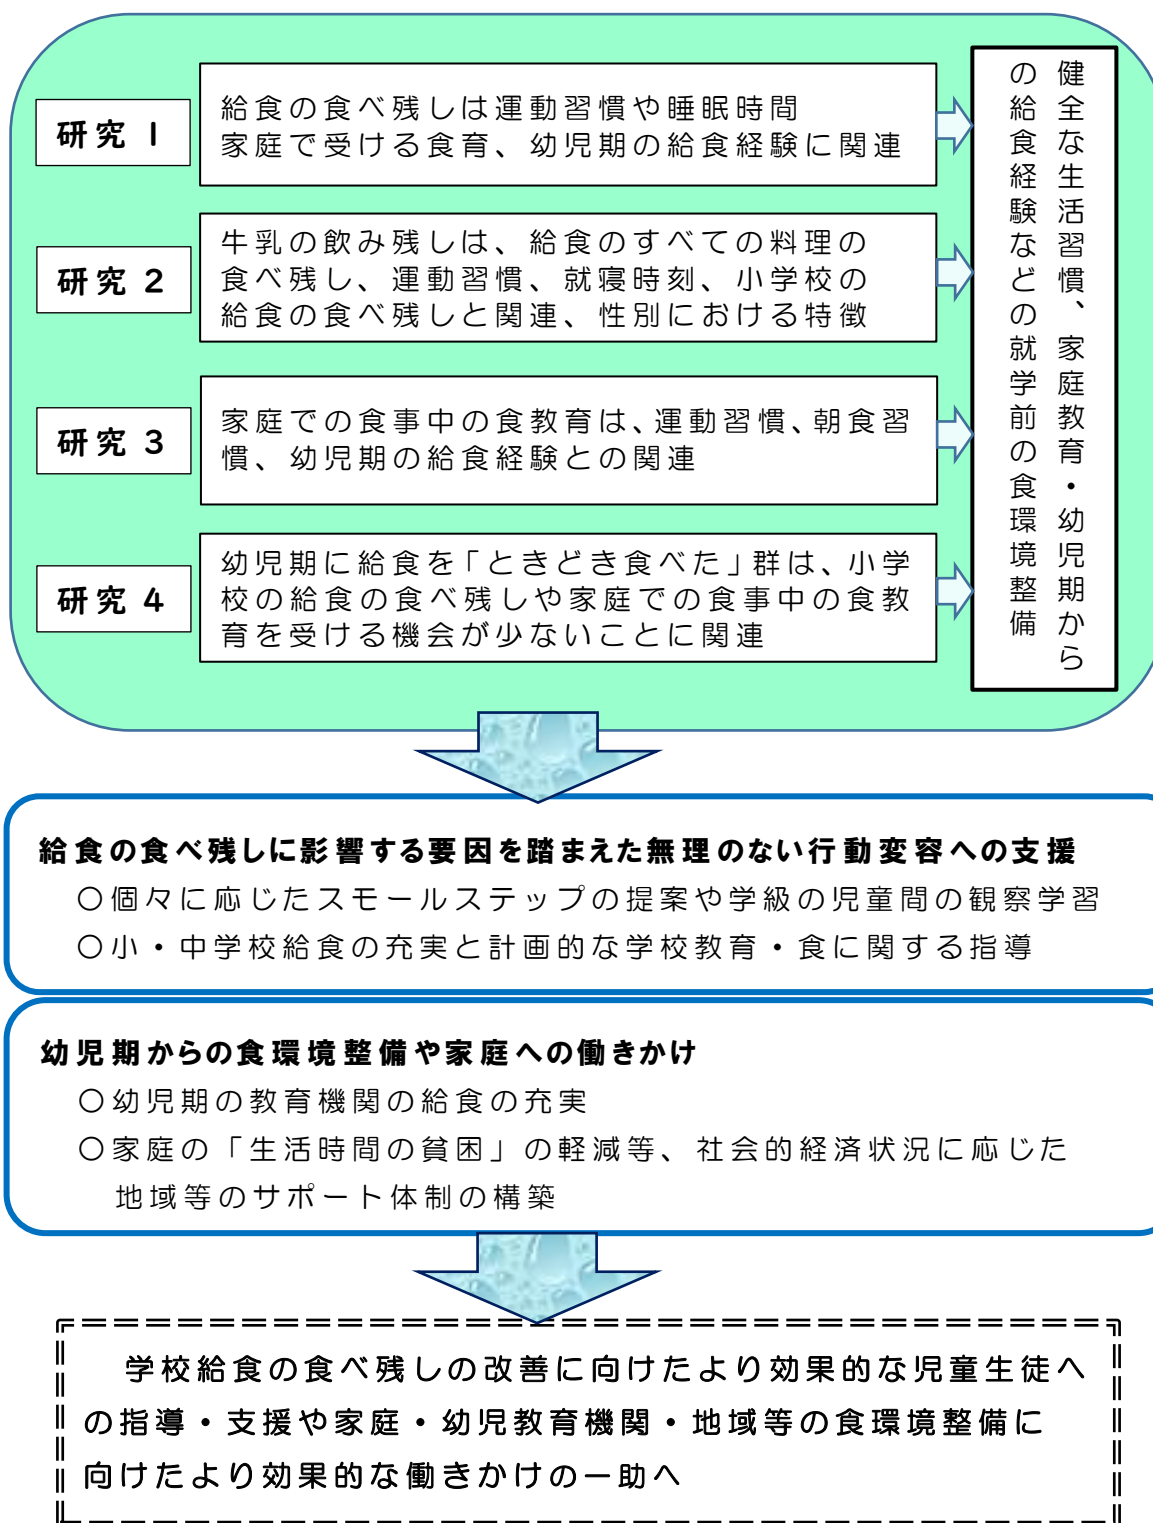 研究 1
給食の食べ残しは運動習慣や睡眠時間
家庭で受ける食育、幼児期の給食経験に関連
研究 2
牛乳の飲み残しは、給食のすべての料理の
食べ残し、運動習慣、就寝時刻、小学校の
給食の食べ残しと関連、性別における特徴
研究 3
家庭での食事中の食教育は、運動習慣、朝食習
慣、幼児期の給食経験との関連
研究 4
幼児期に給食を「ときどき食べた」群は、小学
校の給食の食べ残しや家庭での食事中の食教
育を受ける機会が少ないことに関連
健全な生活習慣、家庭教育・幼児期から
の給食経験などの就学前の食環境整備
給食の食べ残しに影響する要因を踏まえた無理のない行動変容への支援
〇個々に応じたスモールステップの提案や学級の児童間の観察学習
〇小・中学校給食の充実と計画的な学校教育・食に関する指導
幼児期からの食環境整備や家庭への働きかけ
〇幼児期の教育機関の給食の充実
〇家庭の「生活時間の貧困」の軽減等、社会的経済状況に応じた
地域等のサポート体制の構築
学校給食の食べ残しの改善に向けたより効果的な児童生徒へ
の指導・支援や家庭・幼児教育機関・地域等の食環境整備に
向けたより効果的な働きかけの一助へ